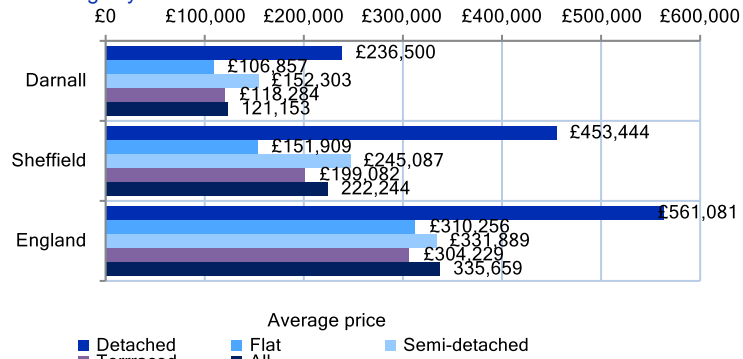 £0 £100,000 £200,000 £300,000 £400,000 £500,000 £600,000
£236,500
£106,857
Darnall £152,303
£118,284
121,153
£453,444
£151,909
Sheffield £245,087
£199,082
222,244
£561,081
£310,256
England £331,889
£304,229
335,659
Average price
Detached Flat Semi-detached
Terraced All